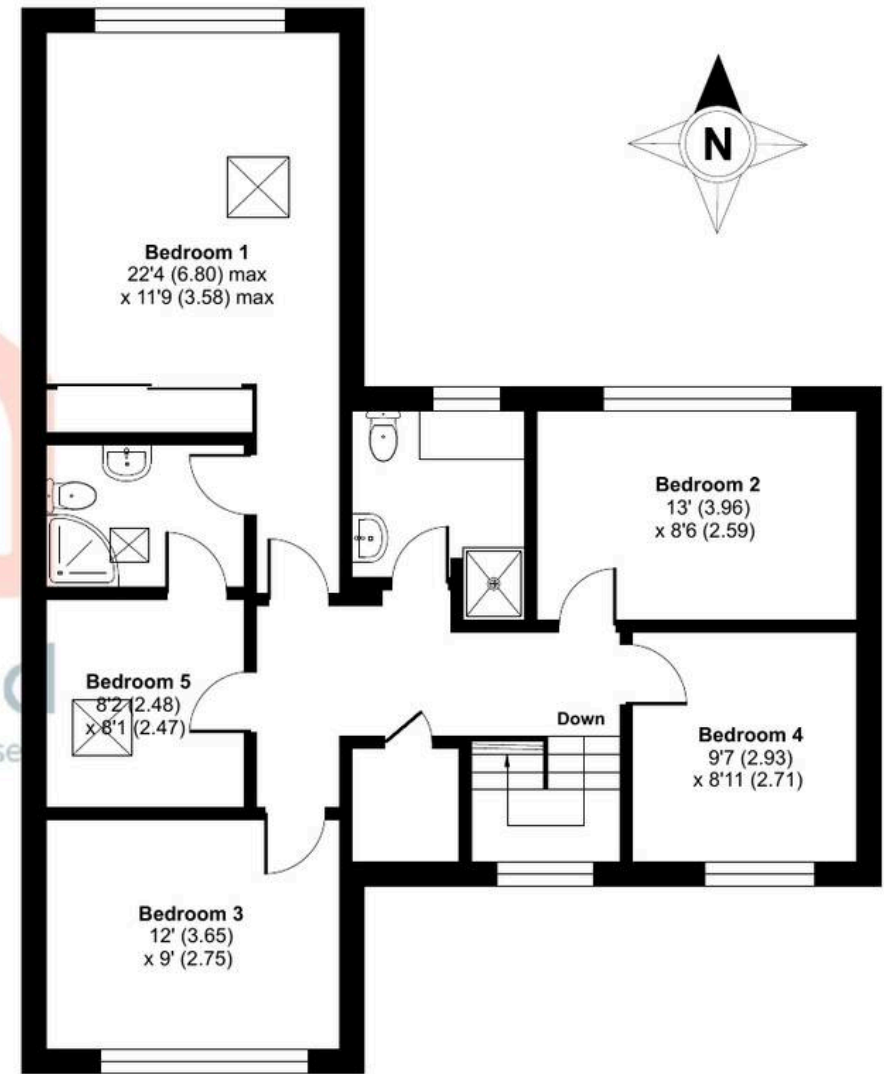 N
Bedroom 1
22'4 (6.80) max
x 11'9 (3.58) max
Bedroom 2
13' (3.96)
x 8'6 (2.59)
Bedroom 5
8'2 (2.48)
x 8'1 (2.47)
Down
Bedroom 4
9'7 (2.93)
x 8'11 (2.71)
Bedroom 3
12' (3.65)
x 9' (2.75)